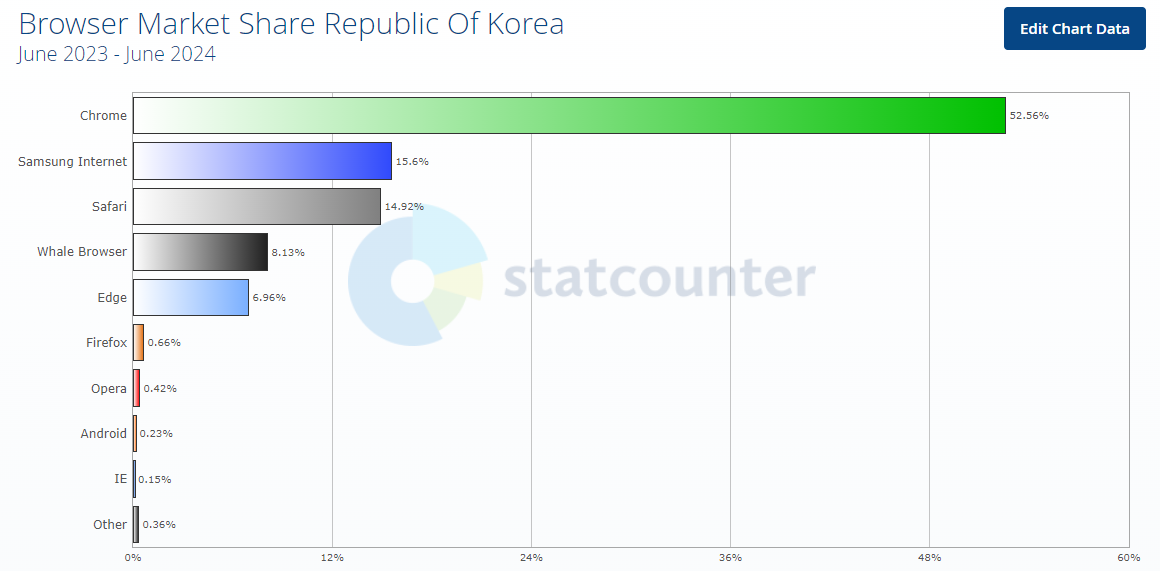 Browser Market Share Republic Of Korea
June 2023 - June 2024
Edit Chart Data
Chrome 52.56%
Samsung Internet 15.6%
Safari 14.92%
Whale Browser 8.13%
Edge 6.96%
Firefox 0.66%
Opera 0.42%
Android 0.23%
IE 0.15%
Other 0.36%
statcounter
0% 12% 24% 36% 48% 60%